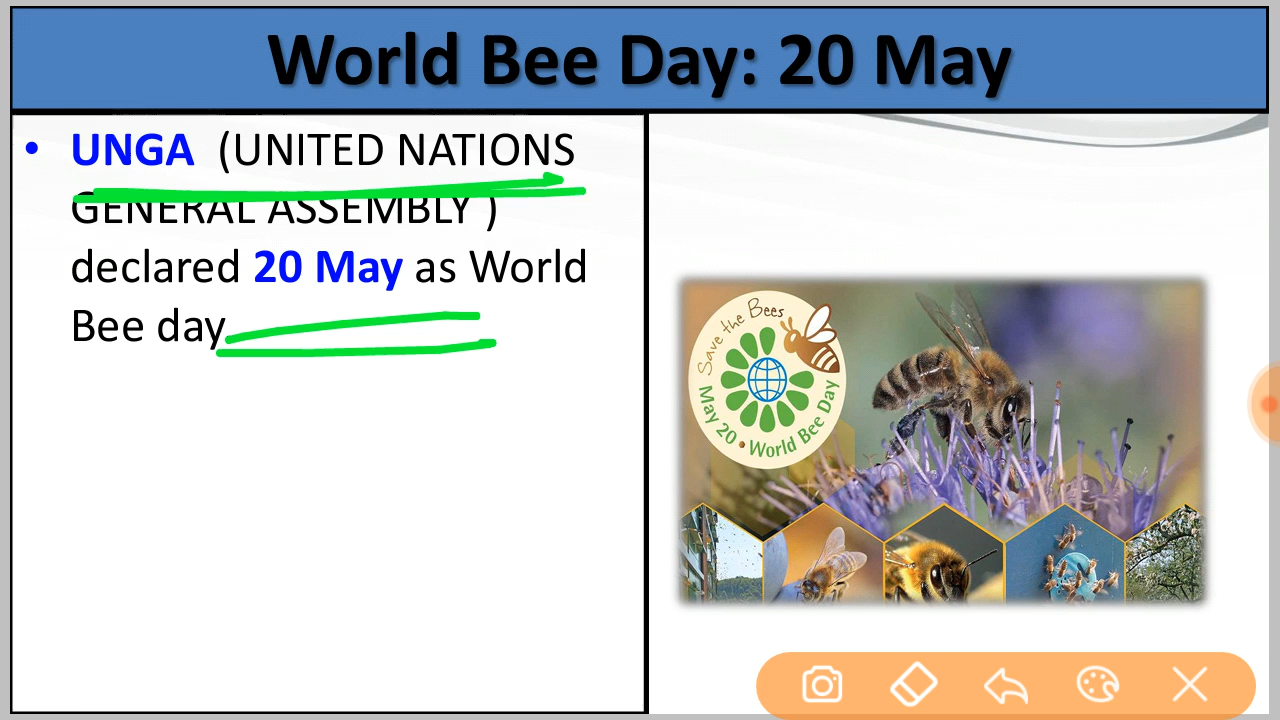 World Bee Day: 20 May
• UNGA (UNITED NATIONS
GENERAL ASSEMBLY )
declared 20 May as World
Bee day
Save the Bees
May 20 • World Bee Day